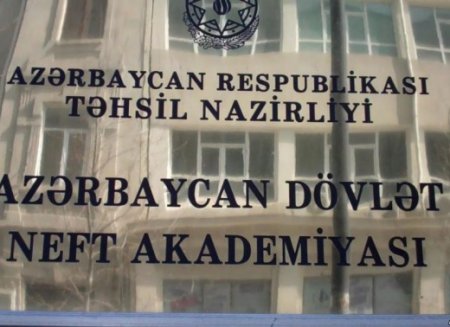 AZƏRBAYCAN RESPUBLİKASI
TƏHSİL NAZİRLİYİ
AZƏRBAYCAN DÖVLƏT
NEFT AKADEMİYASI